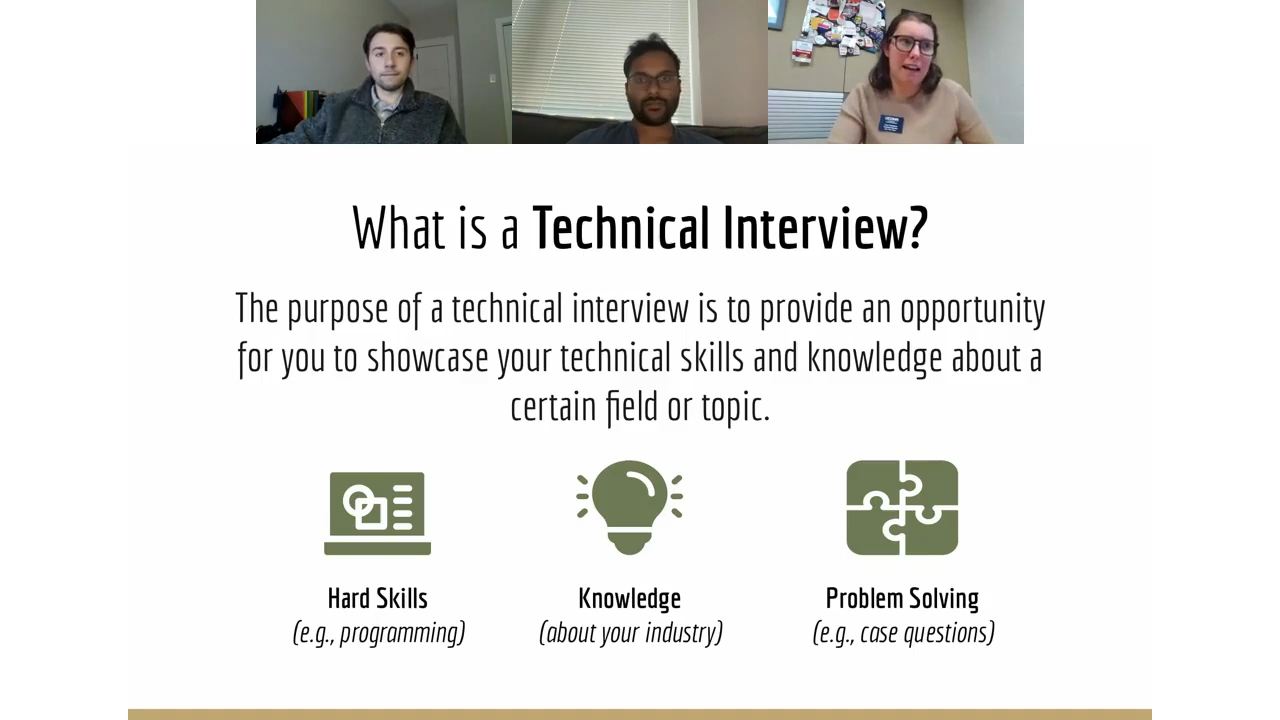 What is a Technical Interview?
The purpose of a technical interview is to provide an opportunity
for you to showcase your technical skills and knowledge about a
certain field or topic.
Hard Skills
(e.g., programming)
Knowledge
(about your industry)
Problem Solving
(e.g., case questions)